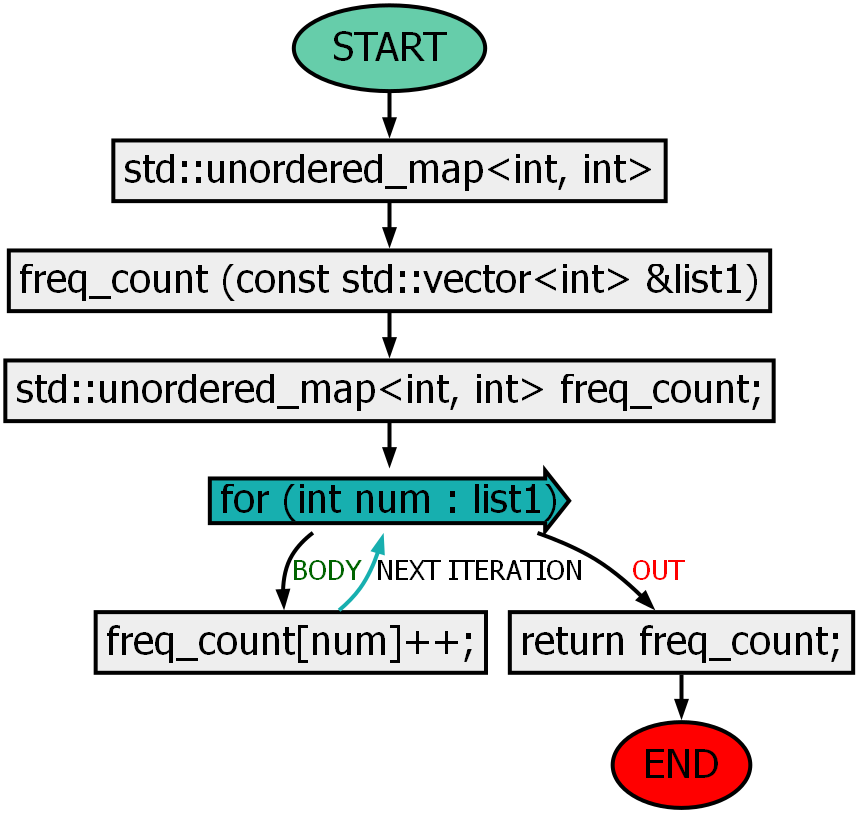 START
std::unordered_map<int, int>
freq_count (const std::vector<int> &list1)
std::unordered_map<int, int> freq_count;
for (int num : list1)
BODY
NEXT ITERATION
OUT
freq_count[num]++;
return freq_count;
END